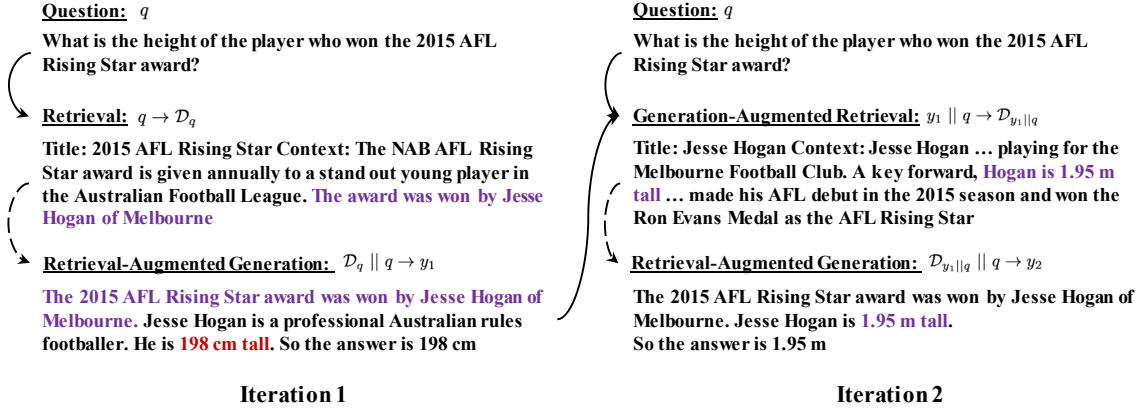 Question: q
What is the height of the player who won the 2015 AFL
Rising Star award?
Retrieval: q → D_q
Title: 2015 AFL Rising Star Context: The NAB AFL Rising
Star award is given annually to a stand out young player in
the Australian Football League. The award was won by Jesse
Hogan of Melbourne
Retrieval-Augmented Generation: D_q || q → y_1
The 2015 AFL Rising Star award was won by Jesse Hogan of
Melbourne. Jesse Hogan is a professional Australian rules
footballer. He is 198 cm tall. So the answer is 198 cm
Iteration 1
Question: q
What is the height of the player who won the 2015 AFL
Rising Star award?
Generation-Augmented Retrieval: y_1 || q → D_{y_1||q}
Title: Jesse Hogan Context: Jesse Hogan … playing for the
Melbourne Football Club. A key forward, Hogan is 1.95 m
tall … made his AFL debut in the 2015 season and won the
Ron Evans Medal as the AFL Rising Star
Retrieval-Augmented Generation: D_{y_1||q} || q → y_2
The 2015 AFL Rising Star award was won by Jesse Hogan of
Melbourne. Jesse Hogan is 1.95 m tall.
So the answer is 1.95 m
Iteration 2